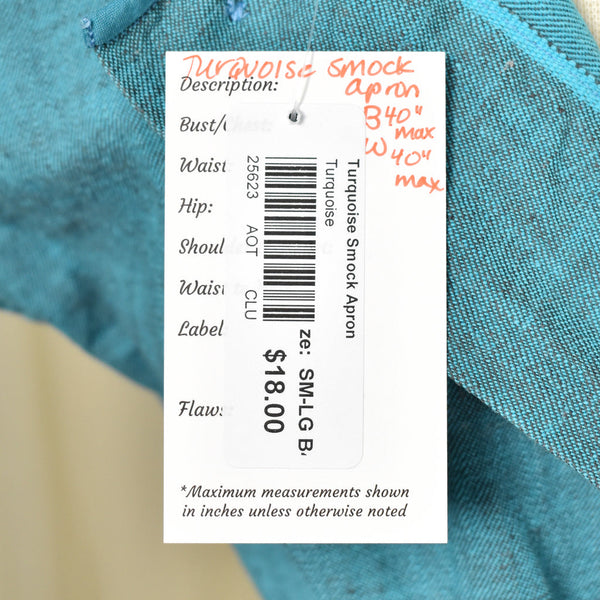 Turquoise Smock
Apron
B 40"
max
W 40"
max
Description:
Bust/Chest:
Waist
Hip:
Shoul
Waist
Label:
Flaws:
*Maximum measurements shown
in inches unless otherwise noted
Turquoise Smock Apron
Turquoise
25623 AOT CLU
ze: SM-LG B
$18.00